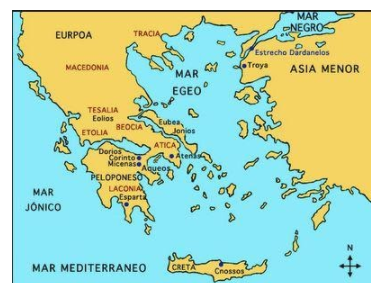 MAR
NEGRO
EURPOA
TRACIA
Estrecho Dardanelos
Troya
MACEDONIA
MAR
EGEO
ASIA MENOR
TESALIA
Eolios
ETOLIA
BEOCIA
Eubea
Jonios
ATICA
Atenas
Dorios
Corinto
Micenas
Aqueos
PELOPONESO
LACONIA
Esparta
MAR
JÓNICO
N
MAR MEDITERRANEO
CRETA
Cnossos